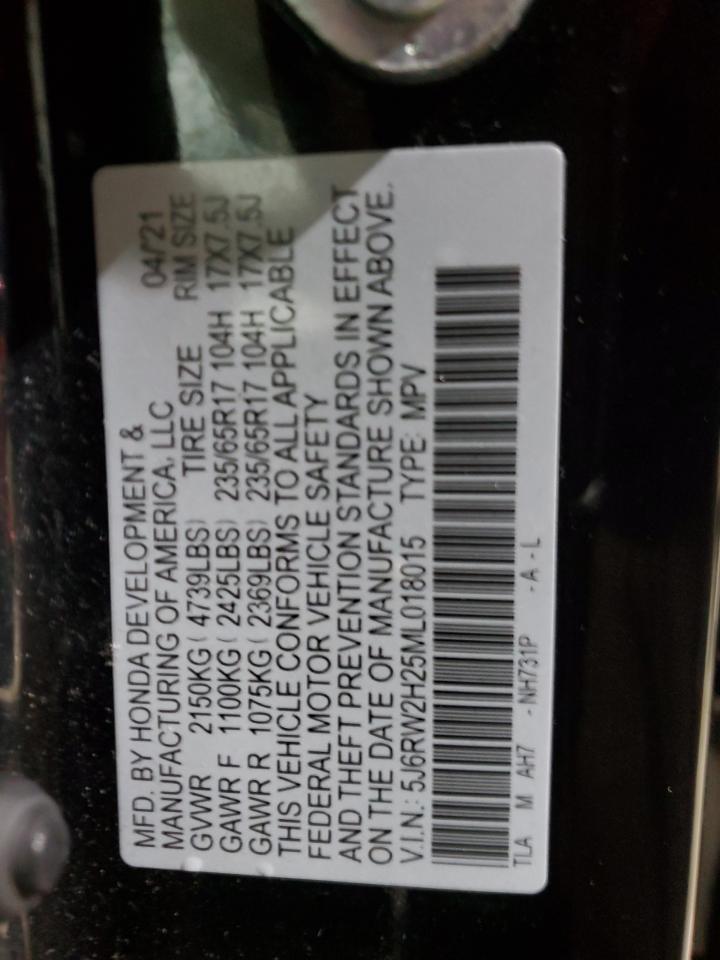 MFD. BY HONDA DEVELOPMENT &
MANUFACTURING OF AMERICA, LLC 04/21
GVWR 2150KG ( 4739LBS) TIRE SIZE RIM SIZE
GAWR F 1100KG ( 2425LBS) 235/65R17 104H 17X7.5J
GAWR R 1075KG ( 2369LBS) 235/65R17 104H 17X7.5J
THIS VEHICLE CONFORMS TO ALL APPLICABLE
FEDERAL MOTOR VEHICLE SAFETY
AND THEFT PREVENTION STANDARDS IN EFFECT
ON THE DATE OF MANUFACTURE SHOWN ABOVE.
V.I.N.: 5J6RW2H25ML018015 TYPE: MPV
TLA M AH7 - NH731P - A - L